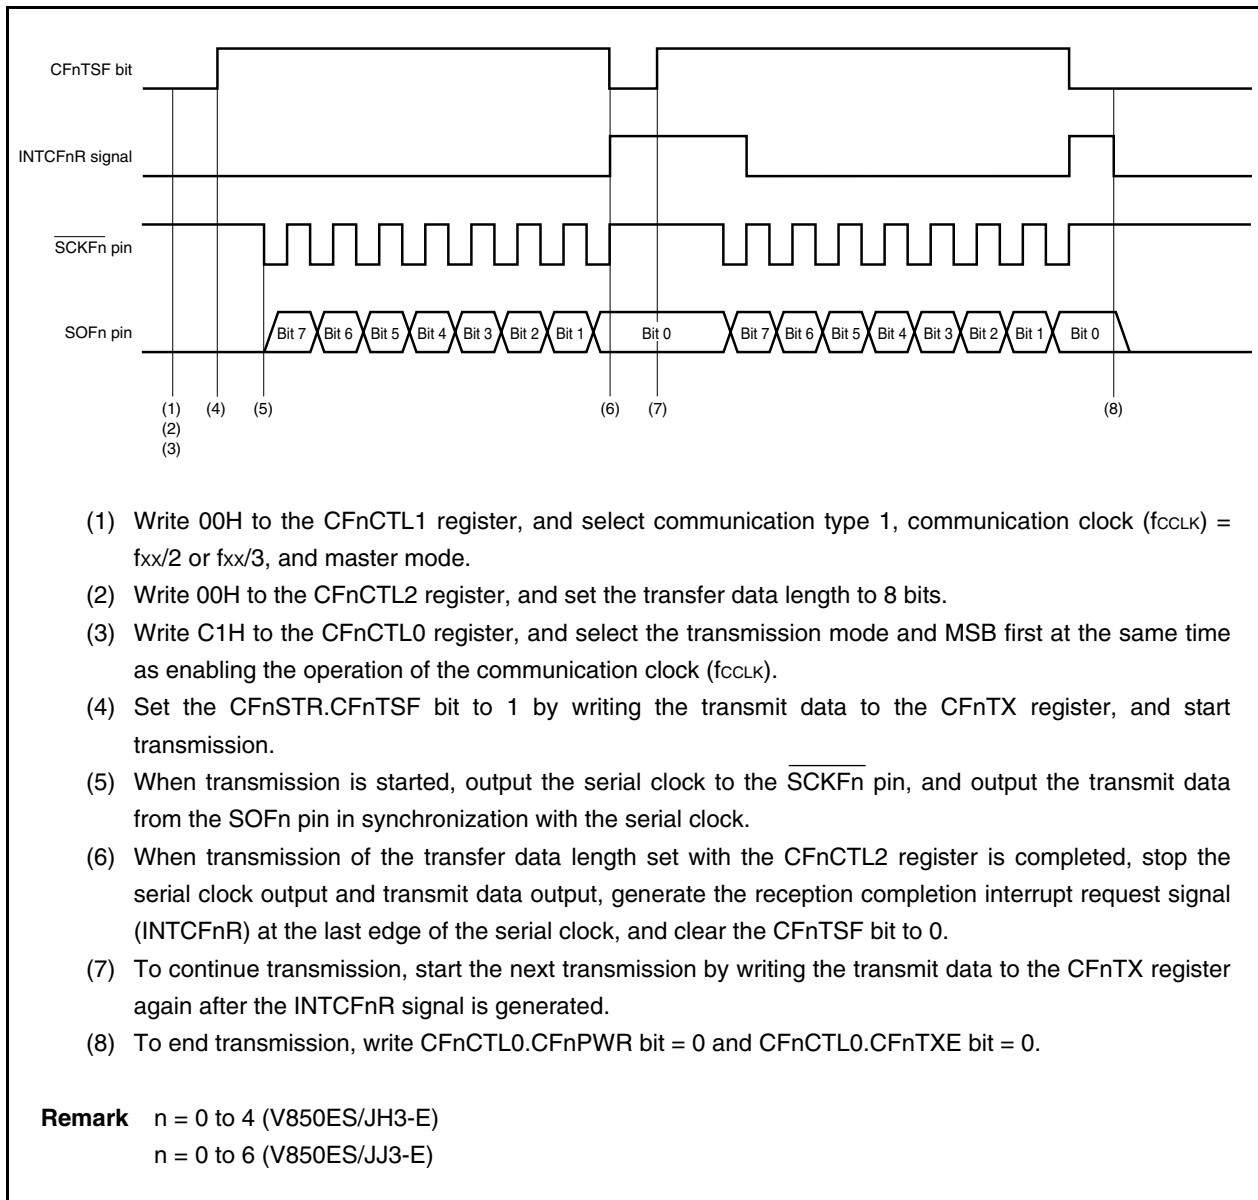 CFnTSF bit
INTCFnR signal
SCKFn pin
SOFn pin
Bit 7 Bit 6 Bit 5 Bit 4 Bit 3 Bit 2 Bit 1 Bit 0 Bit 7 Bit 6 Bit 5 Bit 4 Bit 3 Bit 2 Bit 1 Bit 0
(1) (4) (5) (6) (7) (8)
(2)
(3)
(1) Write 00H to the CFnCTL1 register, and select communication type 1, communication clock (fCCLK) =
fXX/2 or fXX/3, and master mode.
(2) Write 00H to the CFnCTL2 register, and set the transfer data length to 8 bits.
(3) Write C1H to the CFnCTL0 register, and select the transmission mode and MSB first at the same time
as enabling the operation of the communication clock (fCCLK).
(4) Set the CFnSTR.CFnTSF bit to 1 by writing the transmit data to the CFnTX register, and start
transmission.
(5) When transmission is started, output the serial clock to the SCKFn pin, and output the transmit data
from the SOFn pin in synchronization with the serial clock.
(6) When transmission of the transfer data length set with the CFnCTL2 register is completed, stop the
serial clock output and transmit data output, generate the reception completion interrupt request signal
(INTCFnR) at the last edge of the serial clock, and clear the CFnTSF bit to 0.
(7) To continue transmission, start the next transmission by writing the transmit data to the CFnTX register
again after the INTCFnR signal is generated.
(8) To end transmission, write CFnCTL0.CFnPWR bit = 0 and CFnCTL0.CFnTXE bit = 0.
Remark n = 0 to 4 (V850ES/JH3-E)
n = 0 to 6 (V850ES/JJ3-E)